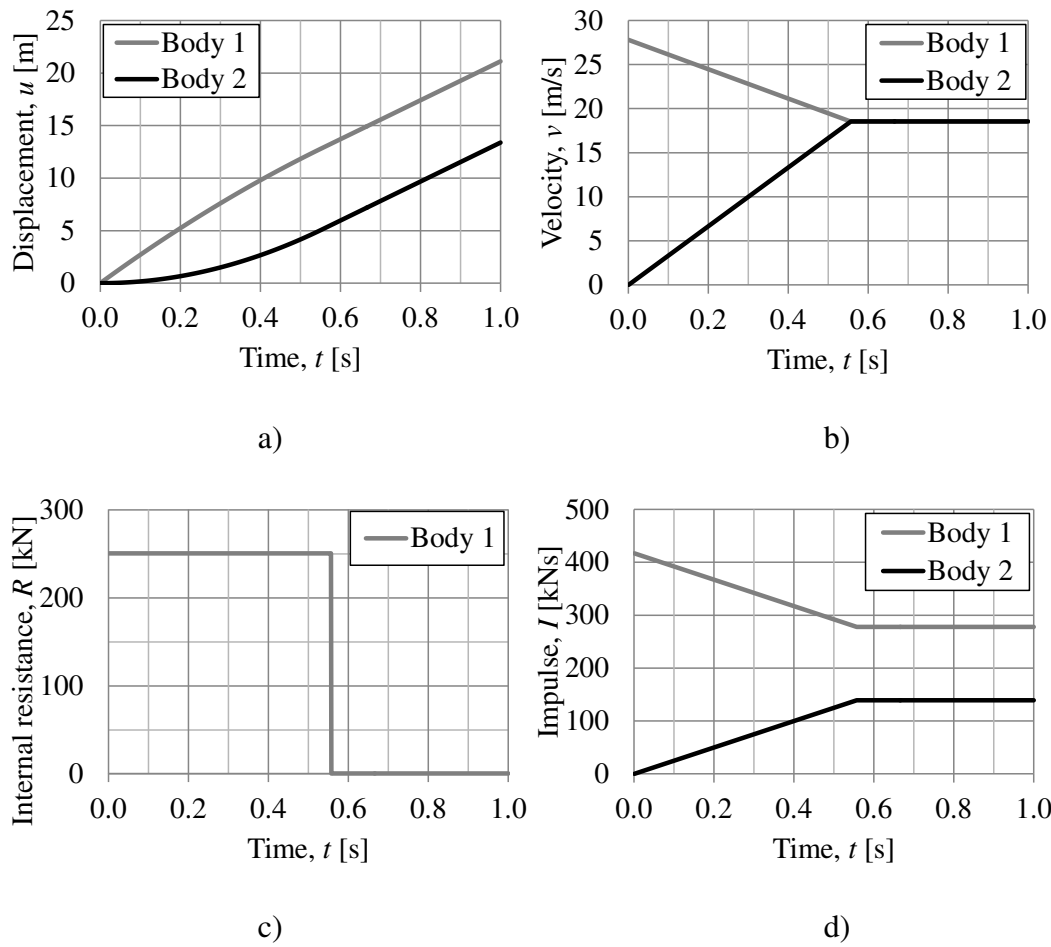 Displacement, u [m]
25
20
15
10
5
0
Body 1
Body 2
0.0 0.2 0.4 0.6 0.8 1.0
Time, t [s]
a)
Velocity, v [m/s]
30
25
20
15
10
5
0
Body 1
Body 2
0.0 0.2 0.4 0.6 0.8 1.0
Time, t [s]
b)
Internal resistance, R [kN]
300
200
100
0
Body 1
0.0 0.2 0.4 0.6 0.8 1.0
Time, t [s]
c)
Impulse, I [kNs]
500
400
300
200
100
0
Body 1
Body 2
0.0 0.2 0.4 0.6 0.8 1.0
Time, t [s]
d)